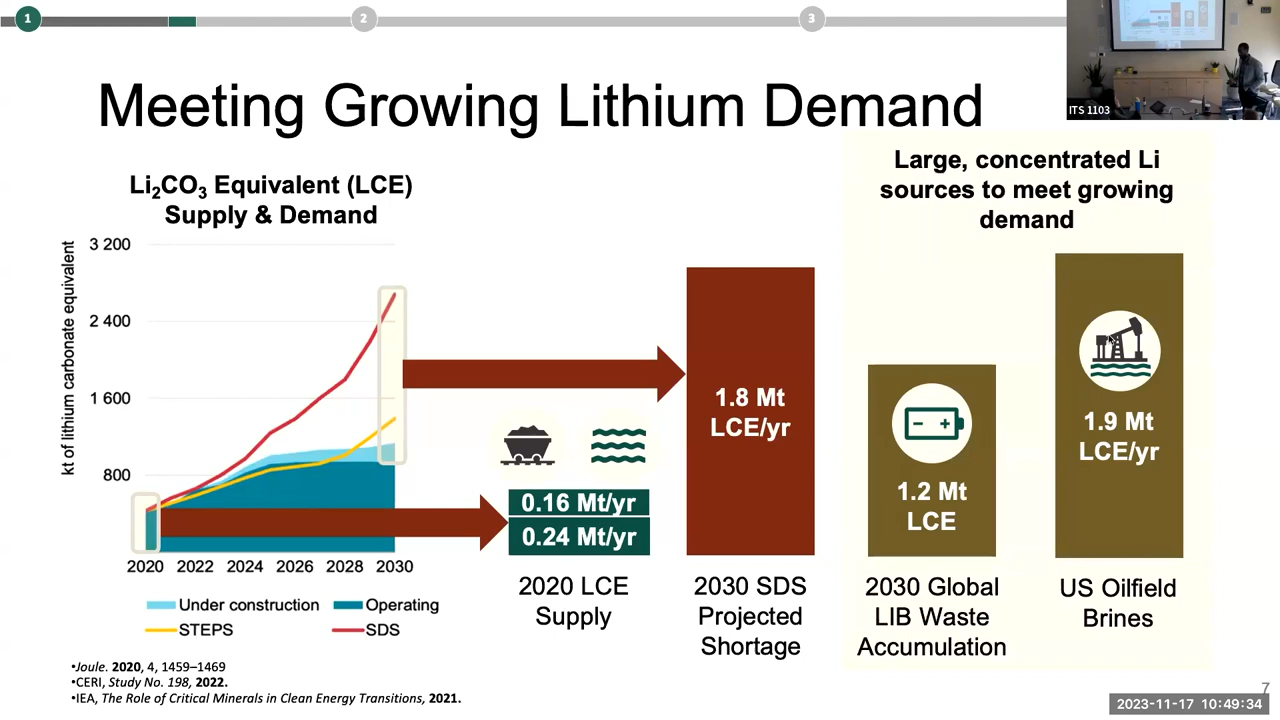 1
2
3
ITS 1103
Meeting Growing Lithium Demand
Li₂CO₃ Equivalent (LCE)
Supply & Demand
kt of lithium carbonate equivalent
3 200
2 400
1 600
800
2020 2022 2024 2026 2028 2030
Under construction Operating
STEPS SDS
0.16 Mt/yr
0.24 Mt/yr
2020 LCE
Supply
1.8 Mt
LCE/yr
2030 SDS
Projected
Shortage
Large, concentrated Li
sources to meet growing
demand
1.2 Mt
LCE
2030 Global
LIB Waste
Accumulation
1.9 Mt
LCE/yr
US Oilfield
Brines
•Joule. 2020, 4, 1459–1469
•CERI, Study No. 198, 2022.
•IEA, The Role of Critical Minerals in Clean Energy Transitions, 2021.
7
2023-11-17 10:49:34